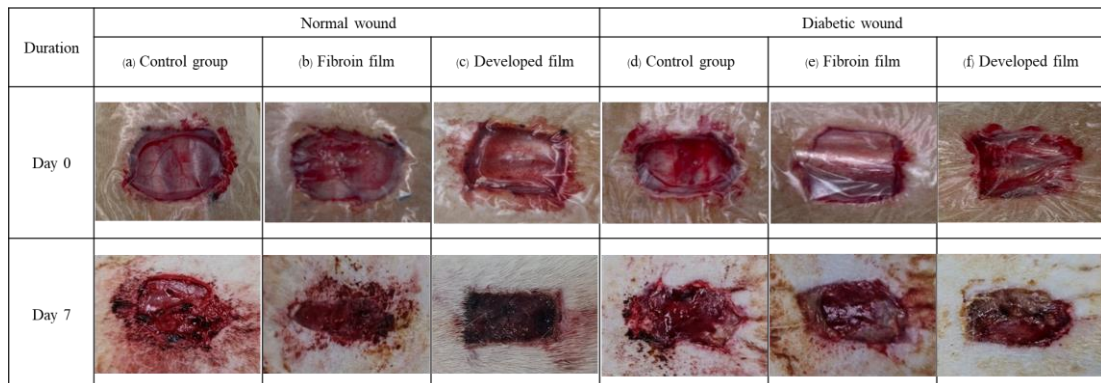 Duration
Normal wound
Diabetic wound
(a) Control group
(b) Fibroin film
(c) Developed film
(d) Control group
(e) Fibroin film
(f) Developed film
Day 0
Day 7